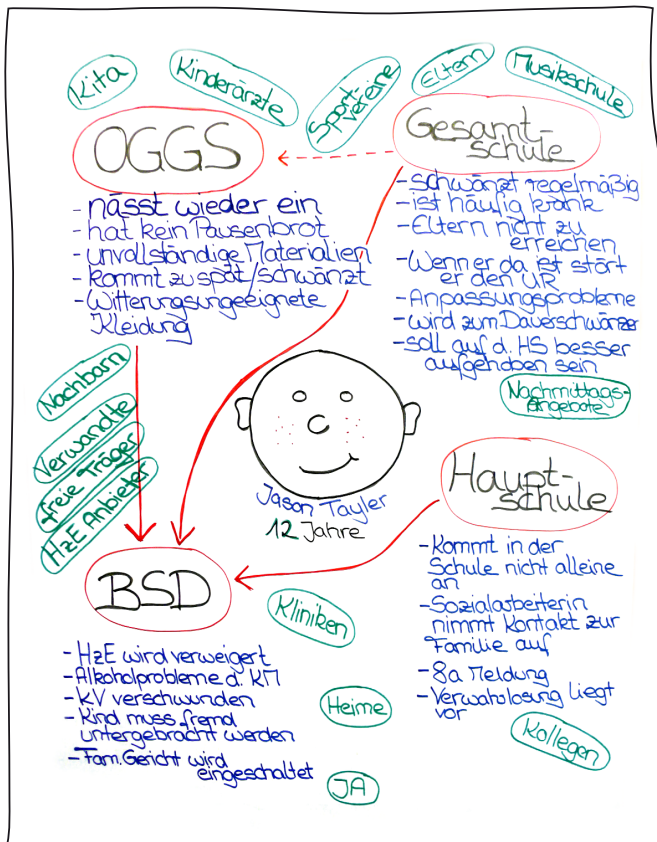 Kita
Kinderärzte
Sport-
vereine
Eltern
Musikschule
OGGS
- nässt wieder ein
- hat kein Pausenbrot
- unvollständige Materialien
- kommt zu spät/schwänzt
- Witterungsungeeignete
Kleidung
Gesamt-
schule
- schwänzt regelmäßig
- ist häufig krank
- Eltern nicht zu
erreichen
- Wenn er da ist stört
er den UR
- Anpassungsprobleme
- wird zum Dauerschwänzer
- soll auf d. HS besser
aufgehoben sein
Nachmittags-
Angebote
Nachbarn
Verwandte
freie Träger
HzE Anbieter
Jason Tayler
12 Jahre
Haupt-
schule
- Kommt in der
Schule nicht alleine
an
- Sozialarbeiterin
nimmt Kontakt zur
Familie auf
- 8a Meldung
- Verwahrlosung liegt
vor
Kollegen
BSD
- HzE wird verweigert
- Alkoholprobleme d. KM
- KV verschwunden
- Kind muss fremd
untergebracht werden
- Fam.Gericht wird
eingeschaltet
Kliniken
Heime
JA